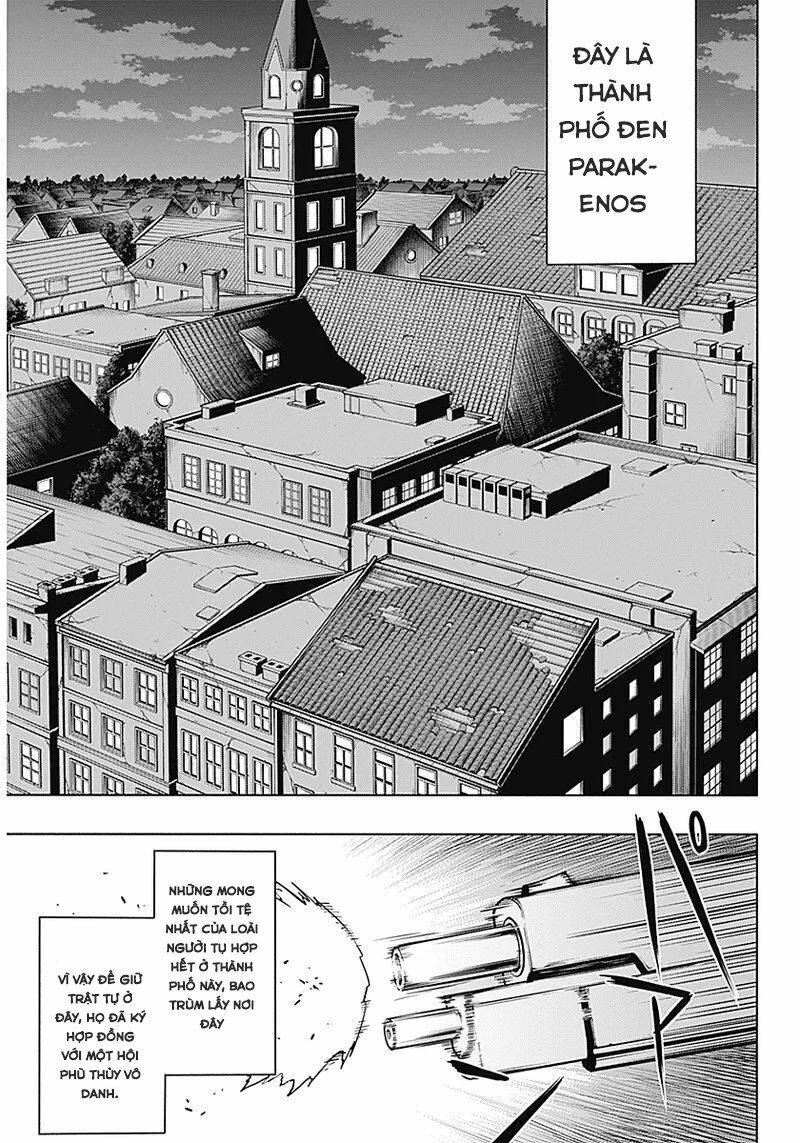 ĐÂY LÀ
THÀNH
PHỐ ĐEN
PARAK-
ENOS
NHỮNG MONG
MUỐN TỒI TỆ
NHẤT CỦA LOÀI
NGƯỜI TỤ HỢP
HẾT Ở THÀNH
PHỐ NÀY, BAO
TRÙM LẤY NƠI
ĐÂY
VÌ VẬY ĐỂ GIỮ
TRẬT TỰ Ở
ĐÂY, HỌ ĐÃ KÝ
HỢP ĐỒNG
VỚI MỘT HỘI
PHÙ THỦY VÔ
DANH.